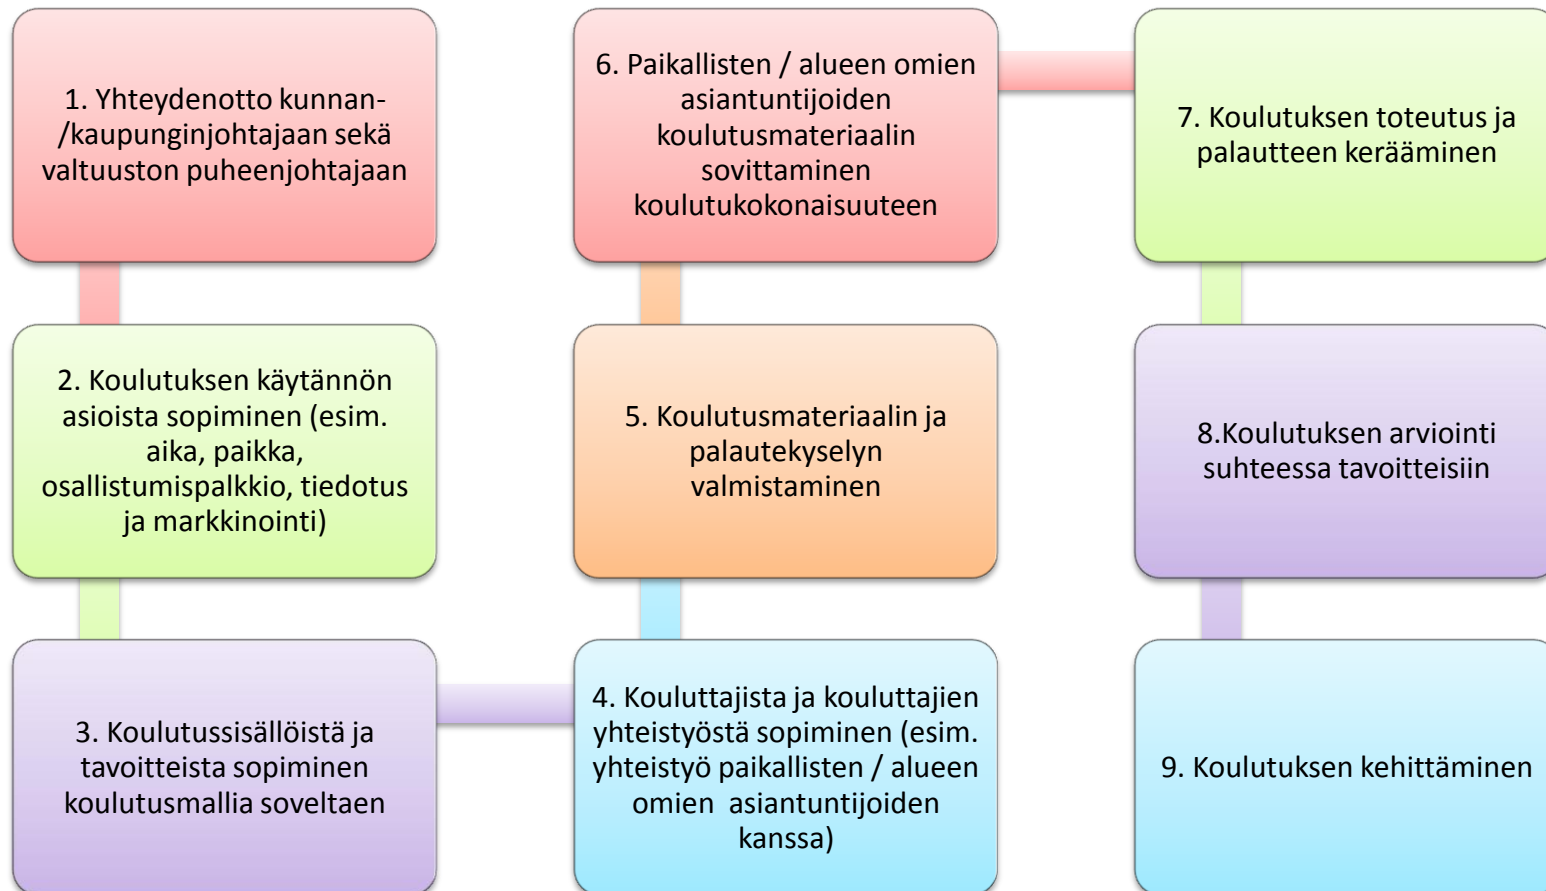 1. Yhteydenotto kunnan-
/kaupunginjohtajaan sekä
valtuuston puheenjohtajaan
2. Koulutuksen käytännön
asioista sopiminen (esim.
aika, paikka,
osallistumispalkkio, tiedotus
ja markkinointi)
3. Koulutussisällöistä ja
tavoitteista sopiminen
koulutusmallia soveltaen
4. Kouluttajista ja kouluttajien
yhteistyöstä sopiminen (esim.
yhteistyö paikallisten / alueen
omien  asiantuntijoiden
kanssa)
5. Koulutusmateriaalin ja
palautekyselyn
valmistaminen
6. Paikallisten / alueen omien
asiantuntijoiden
koulutusmateriaalin
sovittaminen
koulutukokonaisuuteen
7. Koulutuksen toteutus ja
palautteen kerääminen
8.Koulutuksen arviointi
suhteessa tavoitteisiin
9. Koulutuksen kehittäminen